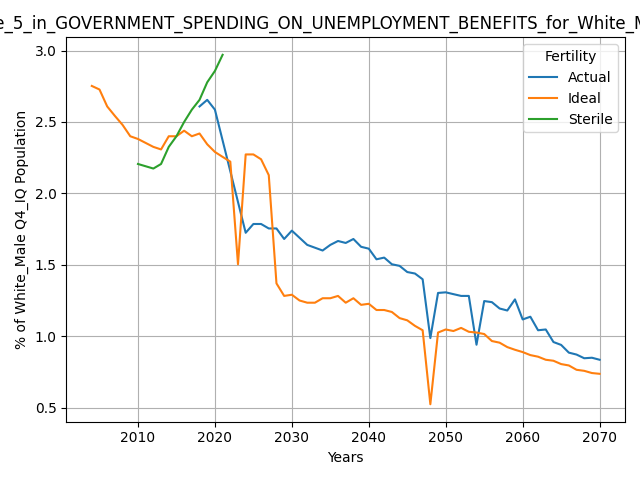 e_5_in_GOVERNMENT_SPENDING_ON_UNEMPLOYMENT_BENEFITS_for_White_M
Fertility
Actual
Ideal
Sterile
% of White_Male Q4_IQ Population
3.0
2.5
2.0
1.5
1.0
0.5
2010
2020
2030
2040
2050
2060
2070
Years